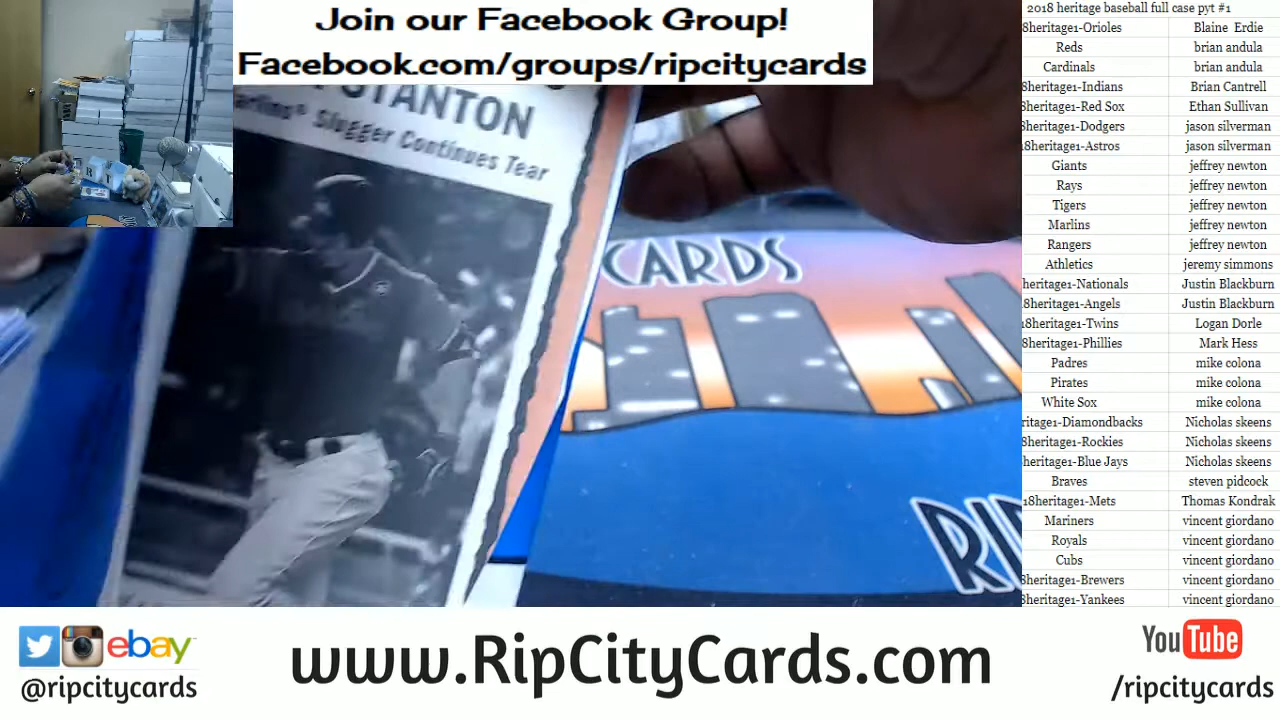 Join our Facebook Group!
Facebook.com/groups/ripcitycards
STANTON
Slugger Continues Tear
CARDS
2018 heritage baseball full case pyt #1
8heritage1-Orioles Blaine Erdie
Reds brian andula
Cardinals brian andula
8heritage1-Indians Brian Cantrell
8heritage1-Red Sox Ethan Sullivan
8heritage1-Dodgers jason silverman
18heritage1-Astros jason silverman
Giants jeffrey newton
Rays jeffrey newton
Tigers jeffrey newton
Marlins jeffrey newton
Rangers jeffrey newton
Athletics jeremy simmons
heritage1-Nationals Justin Blackburn
8heritage1-Angels Justin Blackburn
18heritage1-Twins Logan Dorle
8heritage1-Phillies Mark Hess
Padres mike colona
Pirates mike colona
White Sox mike colona
ritage1-Diamondbacks Nicholas skeens
8heritage1-Rockies Nicholas skeens
heritage1-Blue Jays Nicholas skeens
Braves steven pidcock
18heritage1-Mets Thomas Kondrak
Mariners vincent giordano
Royals vincent giordano
Cubs vincent giordano
8heritage1-Brewers vincent giordano
8heritage1-Yankees vincent giordano
ebay
@ripcitycards
www.RipCityCards.com
YouTube
/ripcitycards